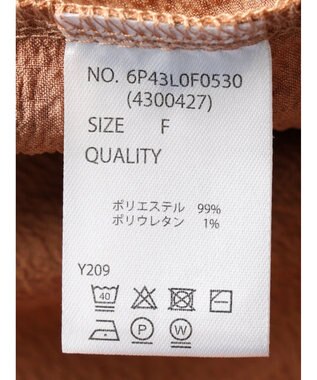 NO. 6P43L0F0530
(4300427)
SIZE F
QUALITY
ポリエステル 99%
ポリウレタン 1%
Y209
40
P W